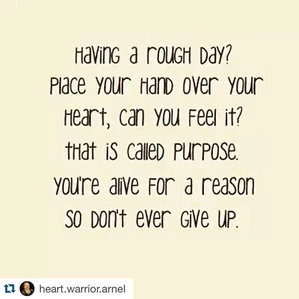 Having a rough day?
Place your hand over your
heart, can you feel it?
that is called purpose.
you're alive for a reason
so don't ever give up.
heart.warrior.arnel